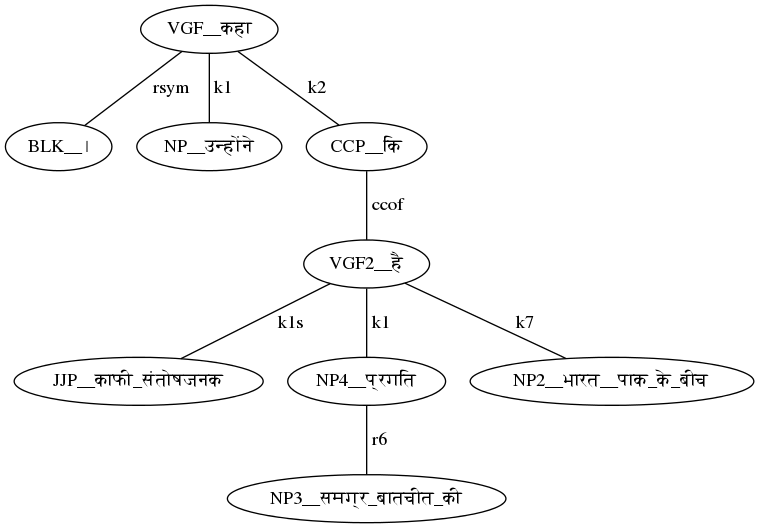 VGF__कहा
rsym k1 k2
BLK__। NP__उन्होंने CCP__कि
ccof
VGF2__है
k1s k1 k7
JJP__काफी_संतोषजनक NP4__प्रगति NP2__भारत__पाक_के_बीच
r6
NP3__समग्र_बातचीत_की